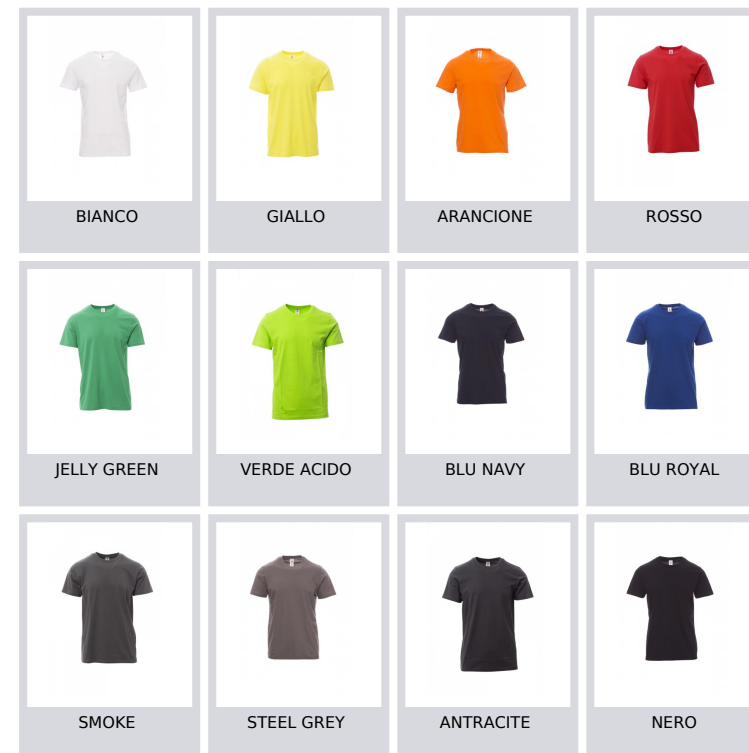 BIANCO
GIALLO
ARANCIONE
ROSSO
JELLY GREEN
VERDE ACIDO
BLU NAVY
BLU ROYAL
SMOKE
STEEL GREY
ANTRACITE
NERO